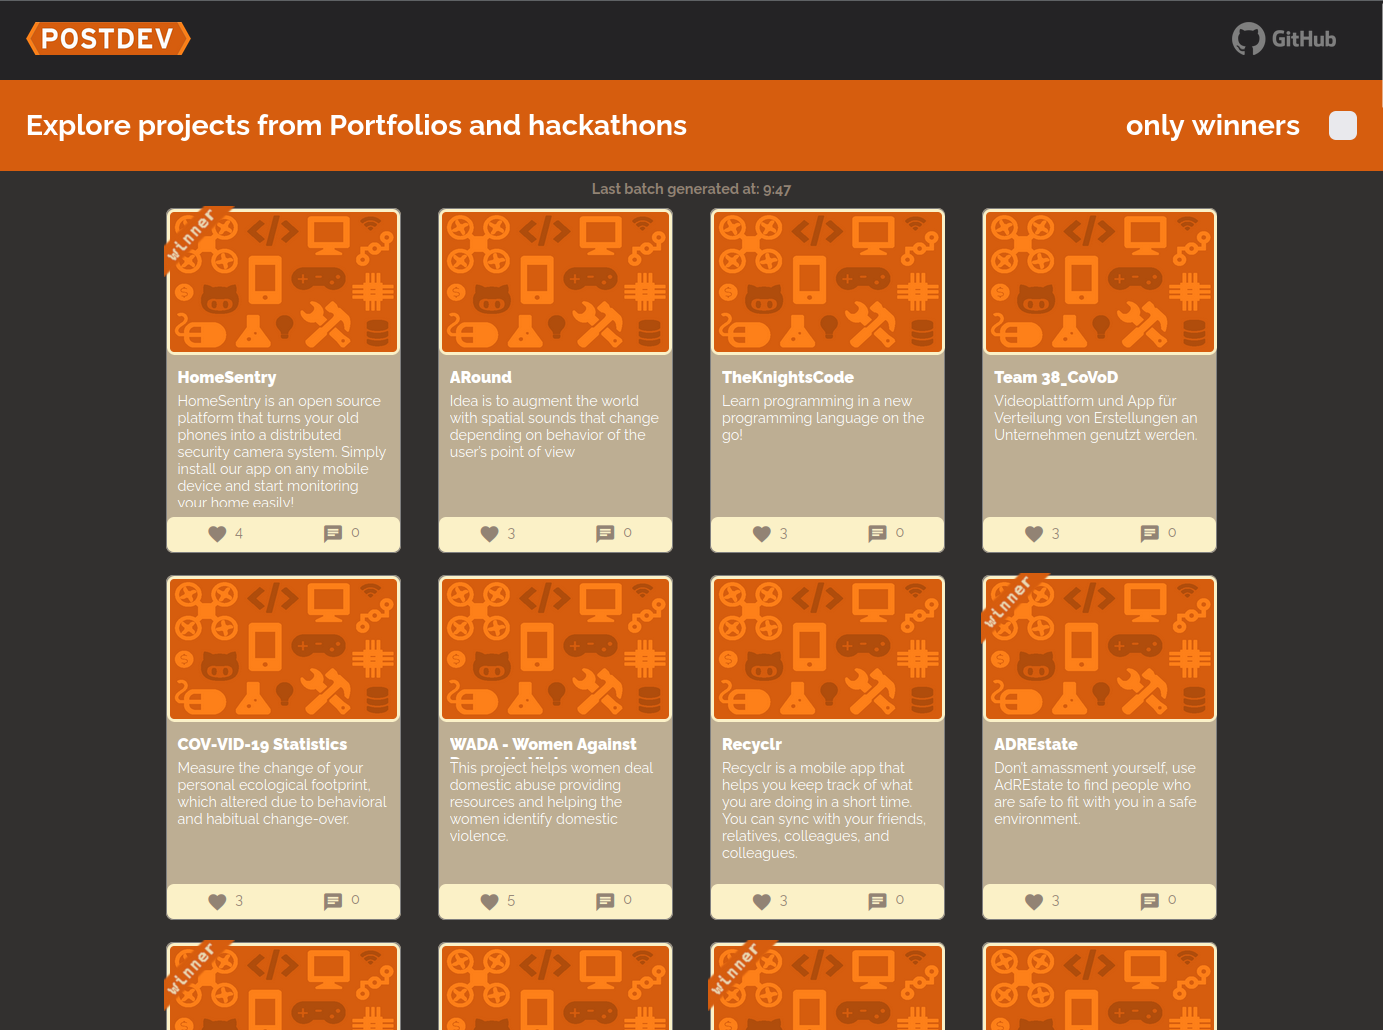 POSTDEV
GitHub
Explore projects from Portfolios and hackathons
only winners
Last batch generated at: 9:47
winner
HomeSentry
HomeSentry is an open source
platform that turns your old
phones into a distributed
security camera system. Simply
install our app on any mobile
device and start monitoring
your home easily!
4
0
ARound
Idea is to augment the world
with spatial sounds that change
depending on behavior of the
user's point of view
3
0
TheKnightsCode
Learn programming in a new
programming language on the
go!
3
0
Team 38_CoVoD
Videoplattform und App für
Verteilung von Erstellungen an
Unternehmen genutzt werden.
3
0
COV-VID-19 Statistics
Measure the change of your
personal ecological footprint,
which altered due to behavioral
and habitual change-over.
3
0
WADA - Women Against
This project helps women deal
domestic abuse providing
resources and helping the
women identify domestic
violence.
5
0
Recyclr
Recyclr is a mobile app that
helps you keep track of what
you are doing in a short time.
You can sync with your friends,
relatives, colleagues, and
colleagues.
3
0
winner
ADREstate
Don't amassment yourself, use
AdREstate to find people who
are safe to fit with you in a safe
environment.
3
0
winner
winner